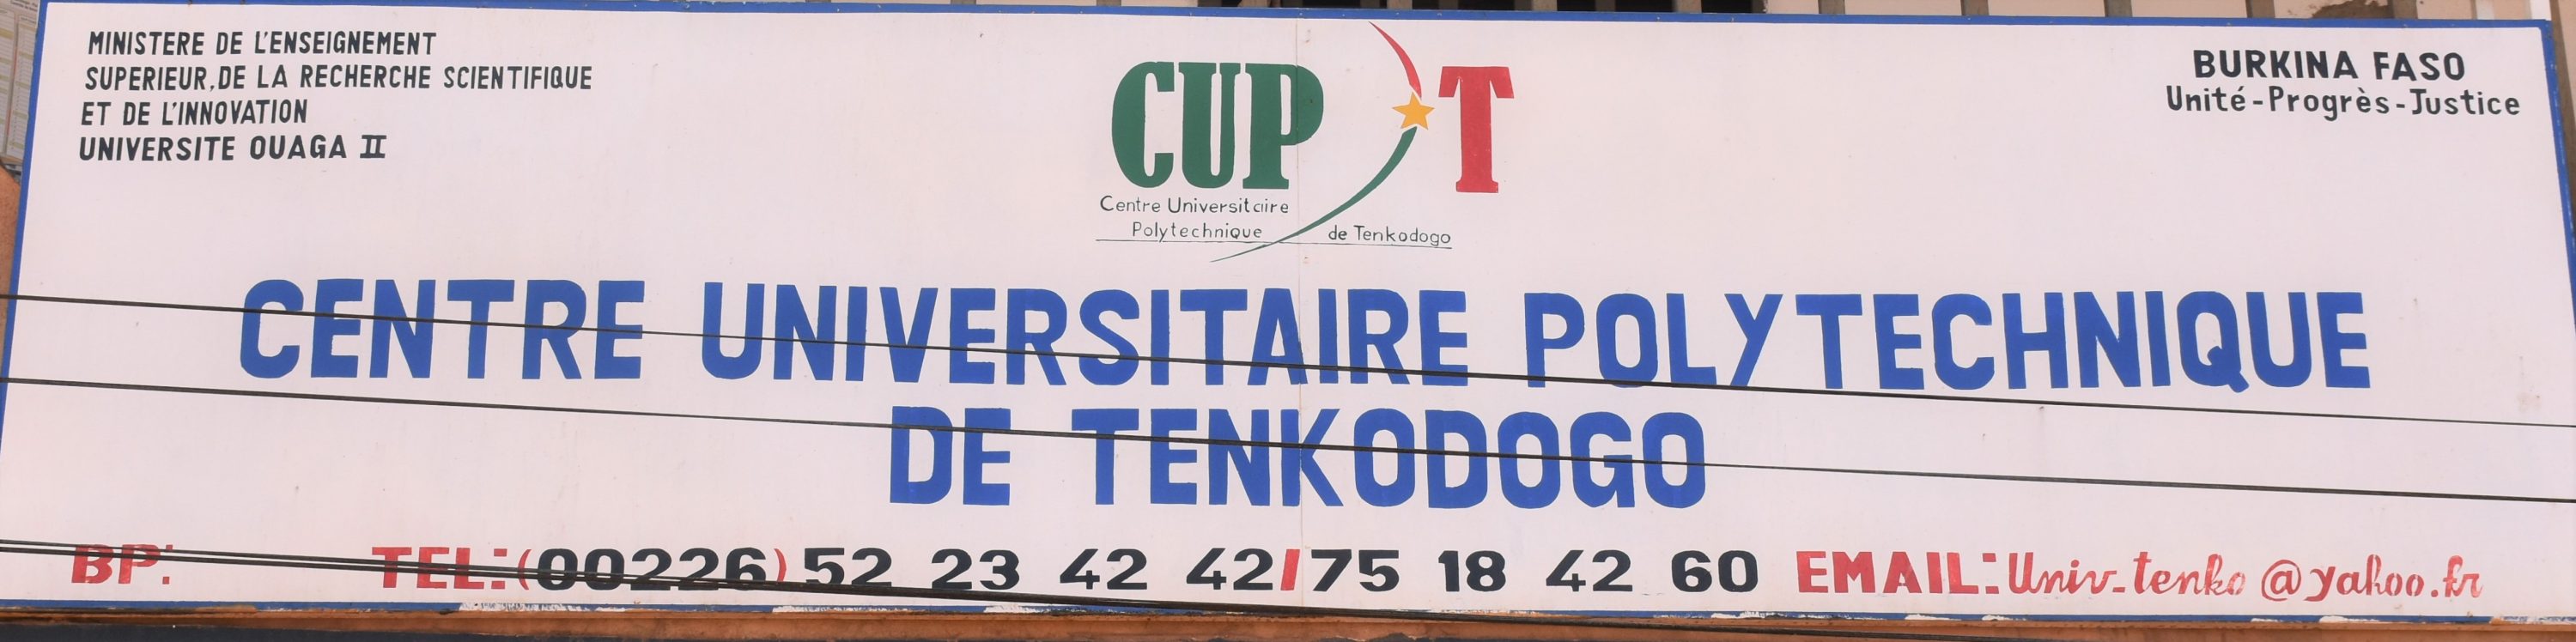 MINISTERE DE L'ENSEIGNEMENT
SUPERIEUR,DE LA RECHERCHE SCIENTIFIQUE
ET DE L'INNOVATION
UNIVERSITE OUAGA II
CUP T
Centre Universitaire
Polytechnique de Tenkodogo
BURKINA FASO
Unité-Progrès-Justice
CENTRE UNIVERSITAIRE POLYTECHNIQUE
DE TENKODOGO
BP: TEL:(00226) 52 23 42 42/75 18 42 60 EMAIL:Univ_tenko@yahoo.fr